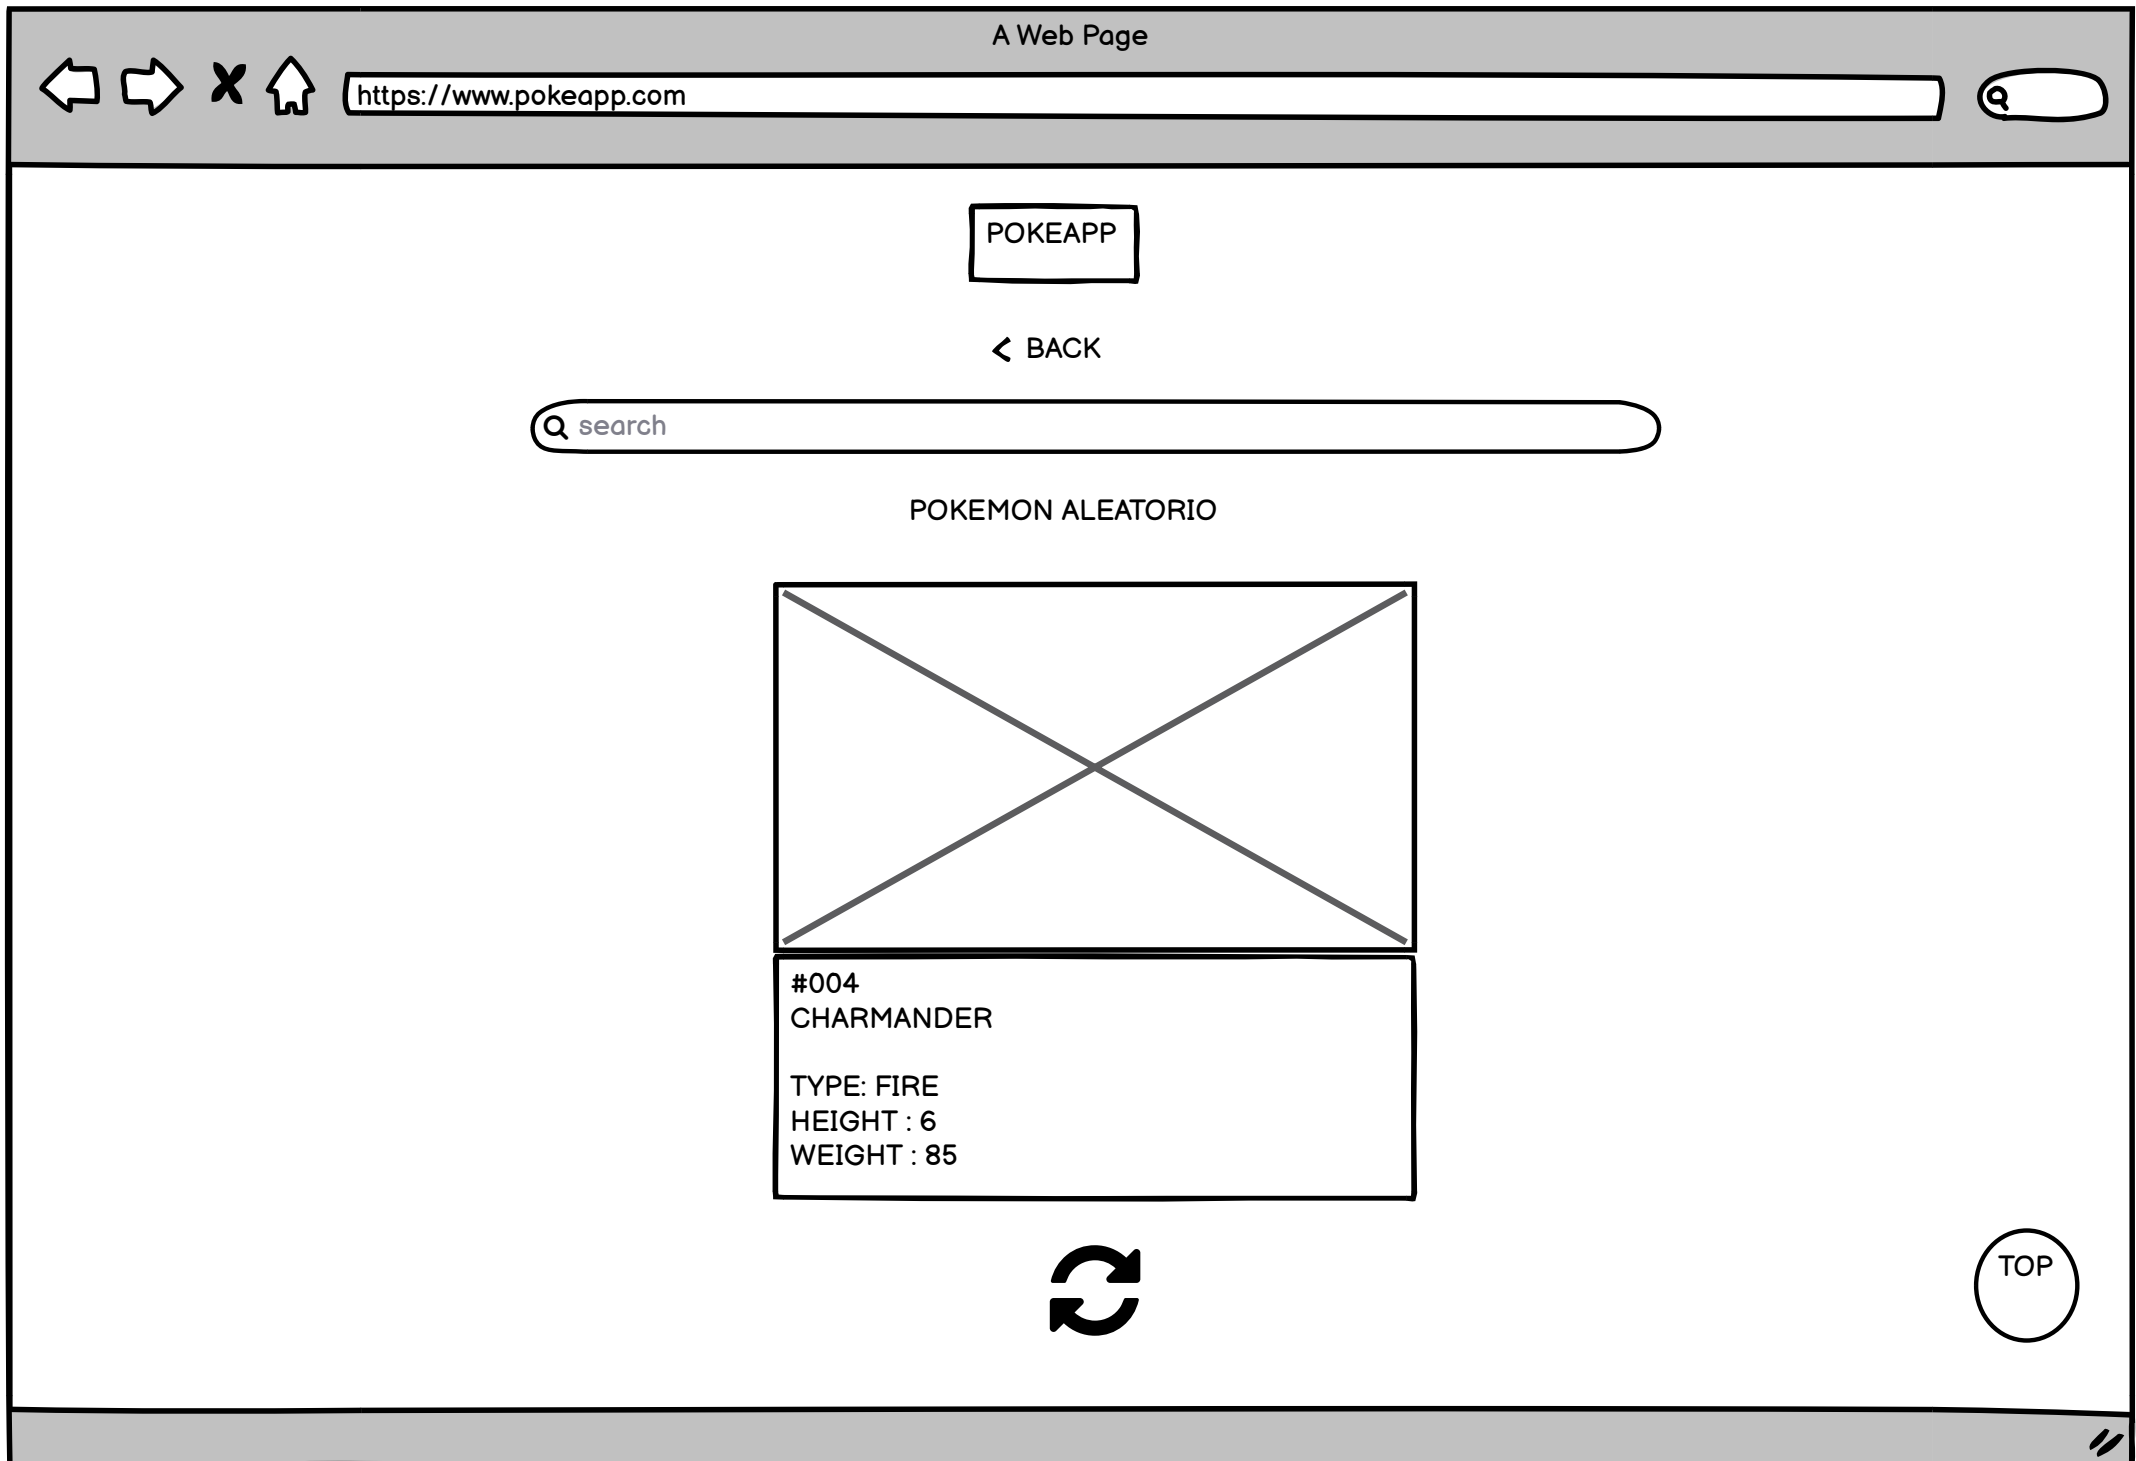 A Web Page
https://www.pokeapp.com
POKEAPP
BACK
search
POKEMON ALEATORIO
#004
CHARMANDER
TYPE: FIRE
HEIGHT : 6
WEIGHT : 85
TOP